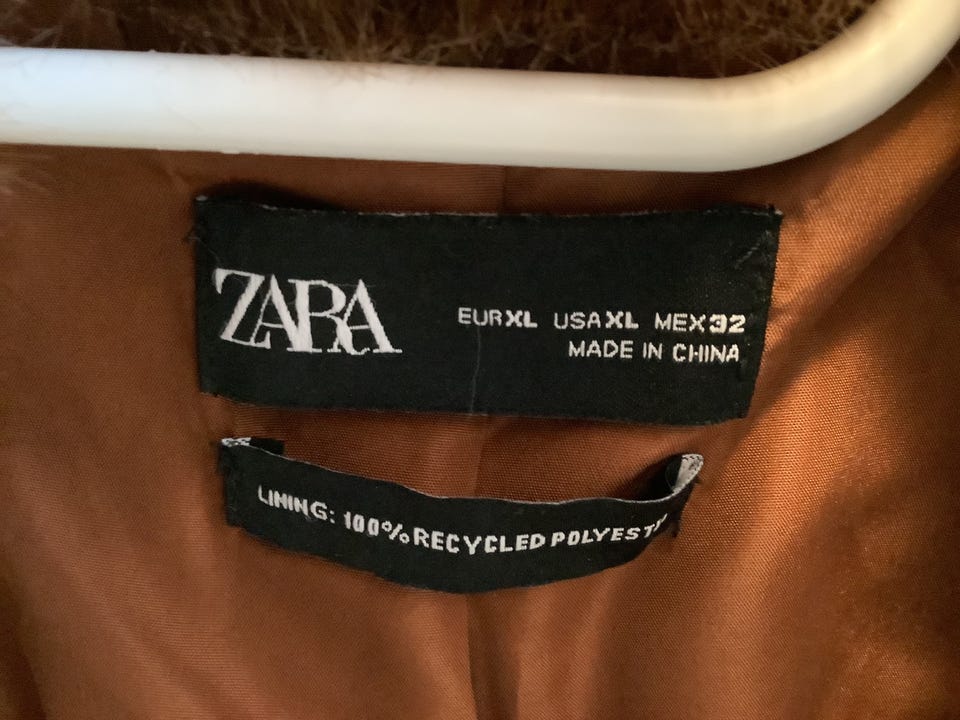 ZARA
EUR XL USA XL MEX 32
MADE IN CHINA
LINING: 100% RECYCLED POLYEST